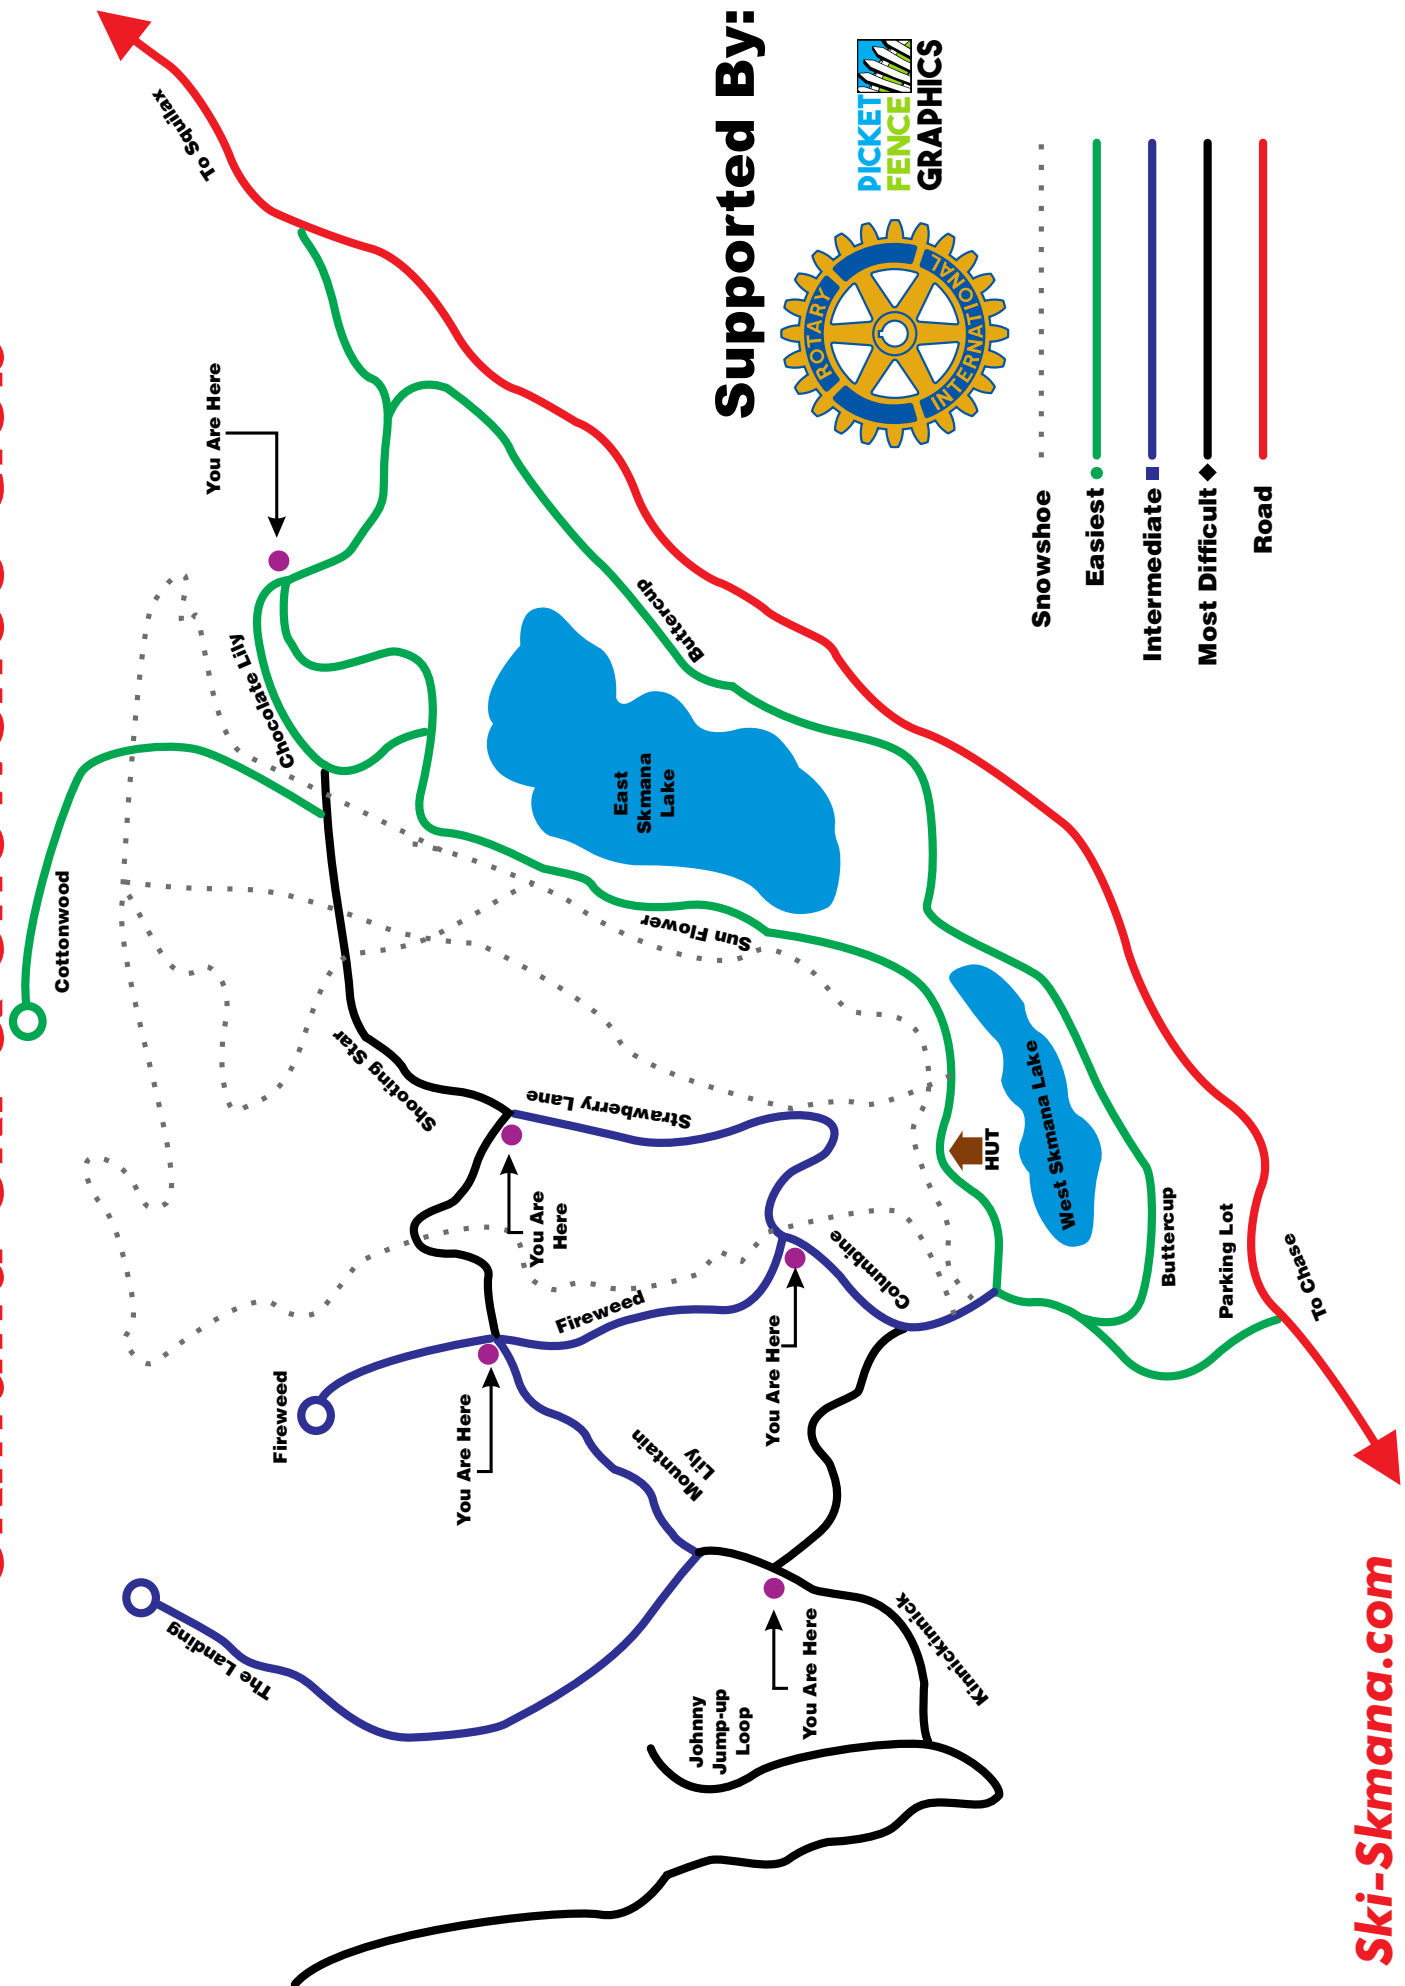 To Squilax
You Are Here
Chocolate Lily
Cottonwood
Buttercup
East
Skmana
Lake
Sun Flower
Shooting Star
Strawberry Lane
You Are
Here
HUT
West Skmana Lake
Fireweed
Fireweed
You Are Here
Columbine
You Are Here
Buttercup
Parking Lot
To Chase
Mountain
Lily
The Landing
You Are Here
Kinnickinnick
Johnny
Jump-up
Loop
Supported By:
ROTARY
INTERNATIONAL
PICKET
FENCE
GRAPHICS
Snowshoe
Easiest
Intermediate
Most Difficult
Road
Ski-Skmana.com